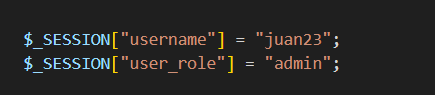 $_SESSION["username"] = "juan23";
$_SESSION["user_role"] = "admin";